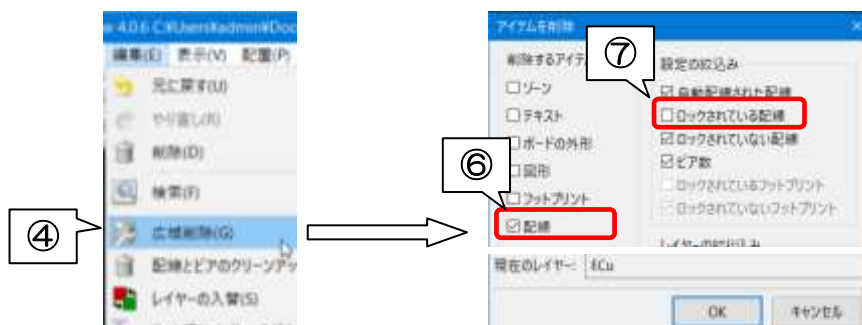 4.0.6 C:¥Users¥admin¥Doc
編集(E) 表示(V) 配置(P)
元に戻す(U)
やり直し(R)
削除(D)
検索(F)
広域削除(G)
配線とビアのクリーンアッ
レイヤーの入替(S)
④
アイテムを削除
削除するアイテ
ゾーン
テキスト
ボードの外形
図形
フットプリント
配線
⑥
⑦
設定の絞込み
自動配線された配線
ロックされている配線
ロックされていない配線
ビア数
ロックされているフットプリント
ロックされていないフットプリント
レイヤーの絞り込み
現在のレイヤー:
OK キャンセル